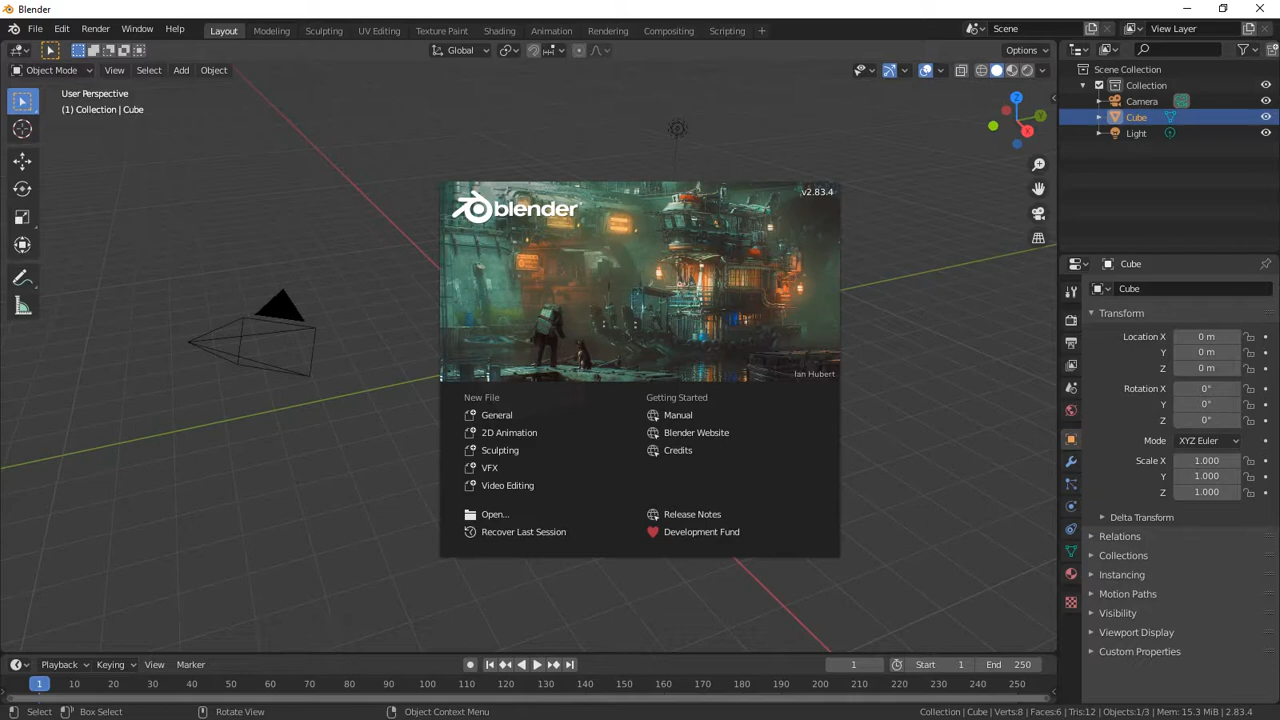 Blender
File Edit Render Window Help Layout Modeling Sculpting UV Editing Texture Paint Shading Animation Rendering Compositing Scripting + Scene View Layer
Global Options
Object Mode View Select Add Object
User Perspective
(1) Collection | Cube
Z
Y
X
Scene Collection
Collection
Camera
Cube
Light
v2.83.4
blender
Ian Hubert
New File
General
2D Animation
Sculpting
VFX
Video Editing
Open...
Recover Last Session
Getting Started
Manual
Blender Website
Credits
Release Notes
Development Fund
Cube
Cube
Transform
Location X 0 m
Y 0 m
Z 0 m
Rotation X 0°
Y 0°
Z 0°
Mode XYZ Euler
Scale X 1.000
Y 1.000
Z 1.000
Delta Transform
Relations
Collections
Instancing
Motion Paths
Visibility
Viewport Display
Custom Properties
Playback Keying View Marker 1 Start 1 End 250
1 10 20 30 40 50 60 70 80 90 100 110 120 130 140 150 160 170 180 190 200 210 220 230 240 250
Select Box Select Rotate View Object Context Menu Collection | Cube | Verts:8 | Faces:6 | Tris:12 | Objects:1/3 | Mem: 15.3 MiB | 2.83.4